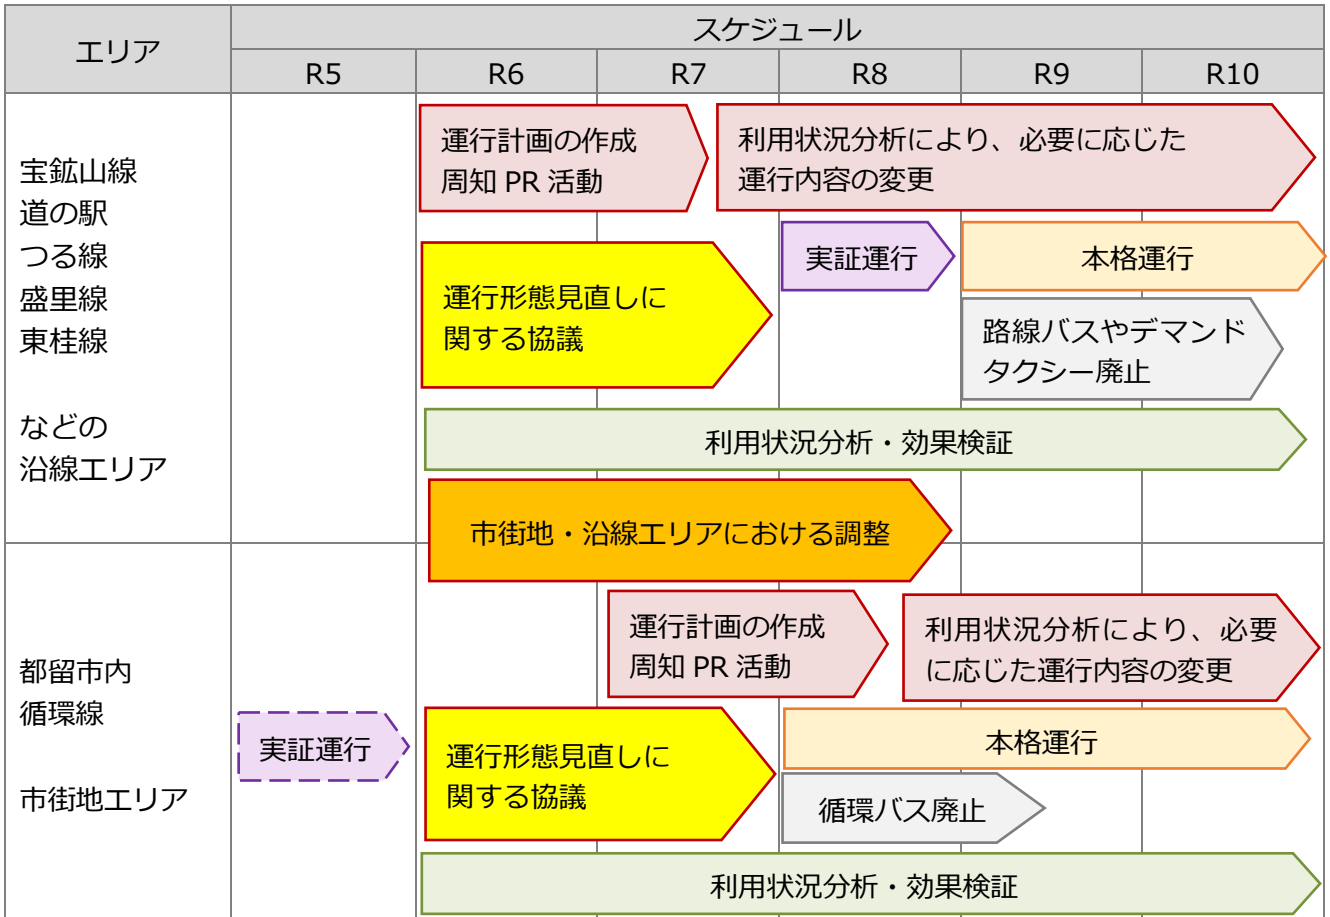 エリア
スケジュール
R5
R6
R7
R8
R9
R10
宝鉱山線
道の駅
つる線
盛里線
東桂線
などの
沿線エリア
運行計画の作成
周知 PR 活動
利用状況分析により、必要に応じた
運行内容の変更
運行形態見直しに
関する協議
実証運行
本格運行
路線バスやデマンド
タクシー廃止
利用状況分析・効果検証
市街地・沿線エリアにおける調整
都留市内
循環線
市街地エリア
運行計画の作成
周知 PR 活動
利用状況分析により、必要
に応じた運行内容の変更
実証運行
運行形態見直しに
関する協議
本格運行
循環バス廃止
利用状況分析・効果検証